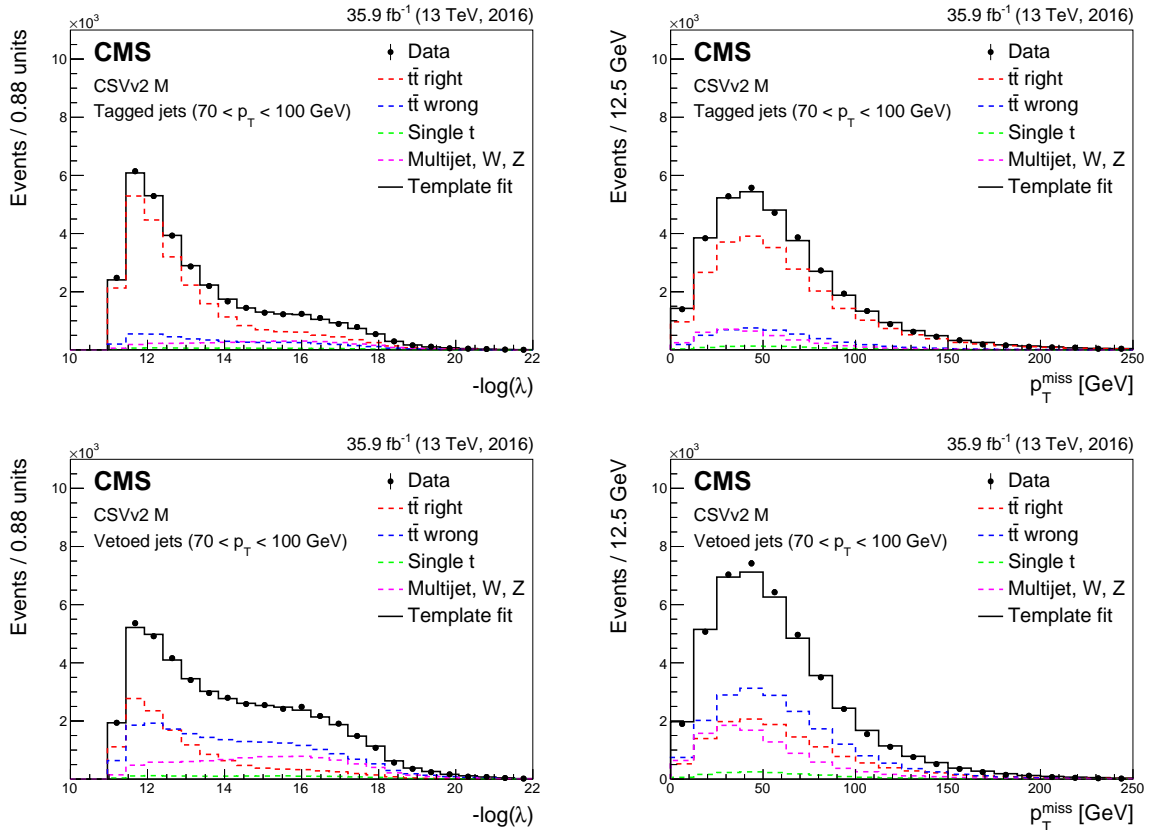 35.9 fb⁻¹ (13 TeV, 2016)
×10³
Events / 0.88 units
10
8
6
4
2
CMS
CSVv2 M
Tagged jets (70 < p_T < 100 GeV)
Data
tt̄ right
tt̄ wrong
Single t
Multijet, W, Z
Template fit
10 12 14 16 18 20 22
-log(λ)
35.9 fb⁻¹ (13 TeV, 2016)
×10³
Events / 12.5 GeV
10
8
6
4
2
0
CMS
CSVv2 M
Tagged jets (70 < p_T < 100 GeV)
Data
tt̄ right
tt̄ wrong
Single t
Multijet, W, Z
Template fit
0 50 100 150 200 250
p_T^miss [GeV]
35.9 fb⁻¹ (13 TeV, 2016)
×10³
Events / 0.88 units
10
8
6
4
2
CMS
CSVv2 M
Vetoed jets (70 < p_T < 100 GeV)
Data
tt̄ right
tt̄ wrong
Single t
Multijet, W, Z
Template fit
10 12 14 16 18 20 22
-log(λ)
35.9 fb⁻¹ (13 TeV, 2016)
×10³
Events / 12.5 GeV
10
8
6
4
2
0
CMS
CSVv2 M
Vetoed jets (70 < p_T < 100 GeV)
Data
tt̄ right
tt̄ wrong
Single t
Multijet, W, Z
Template fit
0 50 100 150 200 250
p_T^miss [GeV]